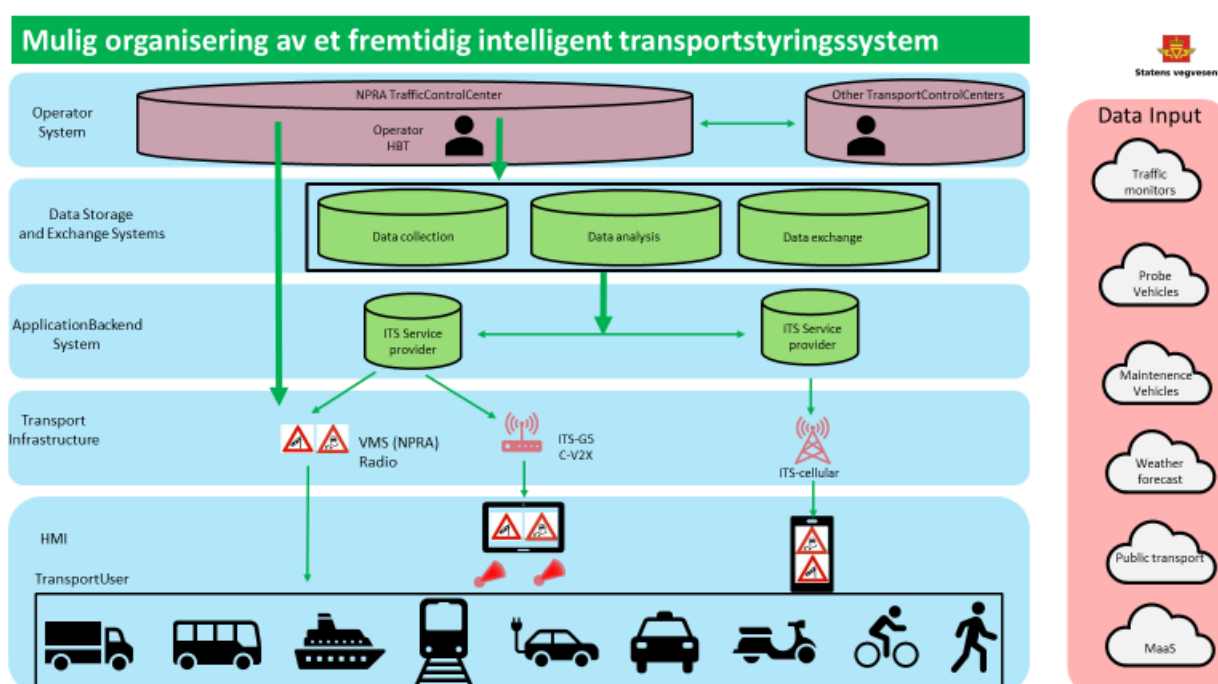 Mulig organisering av et fremtidig intelligent transportstyringssystem
Statens vegvesen
Operator
System
NPRA TrafficControlCenter
Operator
HBT
Other TransportControlCenters
Data Storage
and Exchange Systems
Data collection
Data analysis
Data exchange
ApplicationBackend
System
ITS Service
provider
ITS Service
provider
Transport
Infrastructure
VMS (NPRA)
Radio
ITS-G5
C-V2X
ITS-cellular
HMI
TransportUser
Data Input
Traffic
monitors
Probe
Vehicles
Maintenence
Vehicles
Weather
forecast
Public transport
MaaS